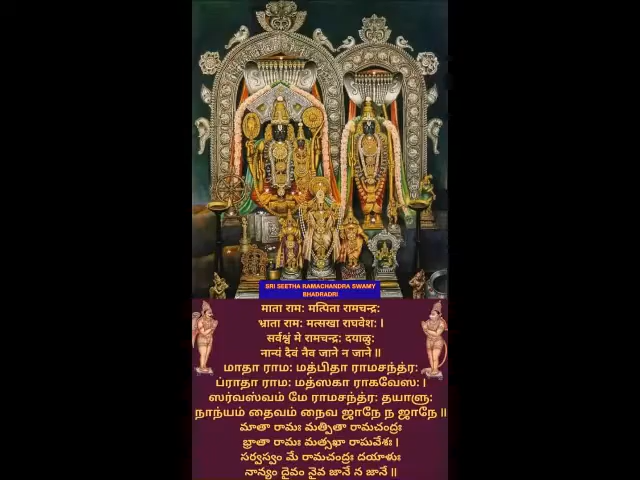 SRI SEETHA RAMACHANDRA SWAMY
BHADRADRI
माता राम: मत्पिता रामचन्द्र:
भ्राता राम: मत्सखा राघवेश: ।
सर्वश्वं मे रामचन्द्र: दयाळु:
नान्यं दैवं नैव जाने न जाने ॥
மாதா ராம: மத்பிதா ராமசந்த்ர:
ப்ராதா ராம: மத்ஸகா ராகவேஸ: ।
ஸர்வஸ்வம் மே ராமசந்த்ர: தயாளு:
நாந்யம் தைவம் நைவ ஜாநே ந ஜாநே ॥
మాతా రామః మత్పితా రామచంద్రః
భ్రాతా రామః మత్సఖా రాఘవేశః ।
సర్వస్వం మే రామచంద్రః దయాళుః
నాన్యం దైవం నైవ జానే న జానే ॥